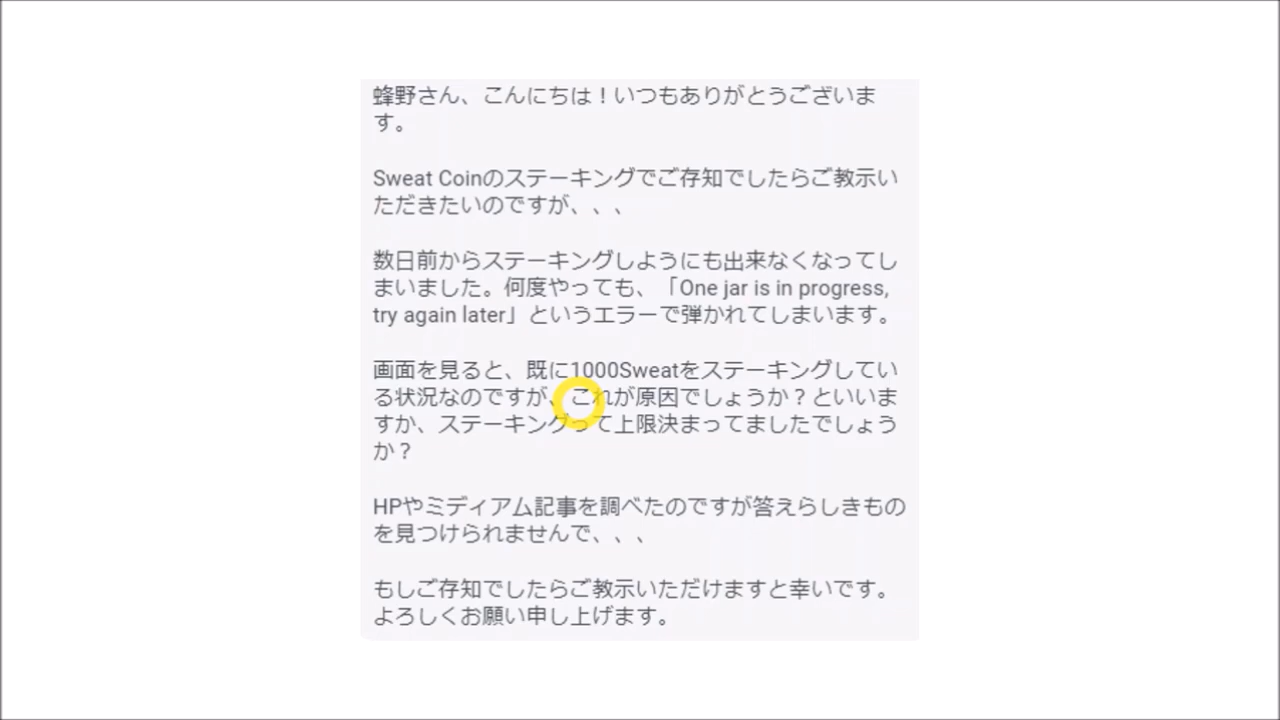 蜂野さん、こんにちは！いつもありがとうございま
す。
Sweat Coinのステーキングでご存知でしたらご教示い
ただきたいのですが、、、
数日前からステーキングしようにも出来なくなってし
まいました。何度やっても、「One jar is in progress,
try again later」というエラーで弾かれてしまいます。
画面を見ると、既に1000Sweatをステーキングしてい
る状況なのですが、これが原因でしょうか？といいま
すか、ステーキングって上限決まってましたでしょう
か？
HPやミディアム記事を調べたのですが答えらしきもの
を見つけられませんで、、、
もしご存知でしたらご教示いただけますと幸いです。
よろしくお願い申し上げます。